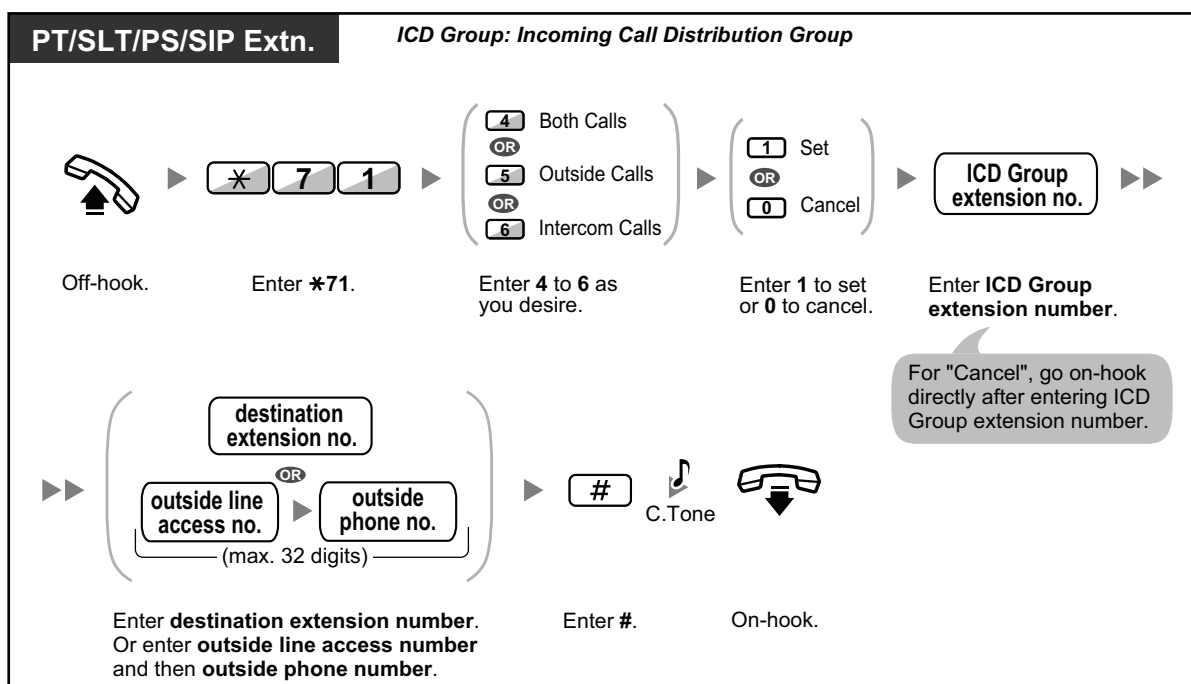 PT/SLT/PS/SIP Extn.
ICD Group: Incoming Call Distribution Group
4 Both Calls
OR
5 Outside Calls
OR
6 Intercom Calls
1 Set
OR
0 Cancel
ICD Group
extension no.
✳ 7 1
Off-hook.
Enter ✳71.
Enter 4 to 6 as
you desire.
Enter 1 to set
or 0 to cancel.
Enter ICD Group
extension number.
For "Cancel", go on-hook
directly after entering ICD
Group extension number.
destination
extension no.
OR
outside line
access no.
outside
phone no.
(max. 32 digits)
#
C.Tone
Enter destination extension number.
Or enter outside line access number
and then outside phone number.
Enter #.
On-hook.